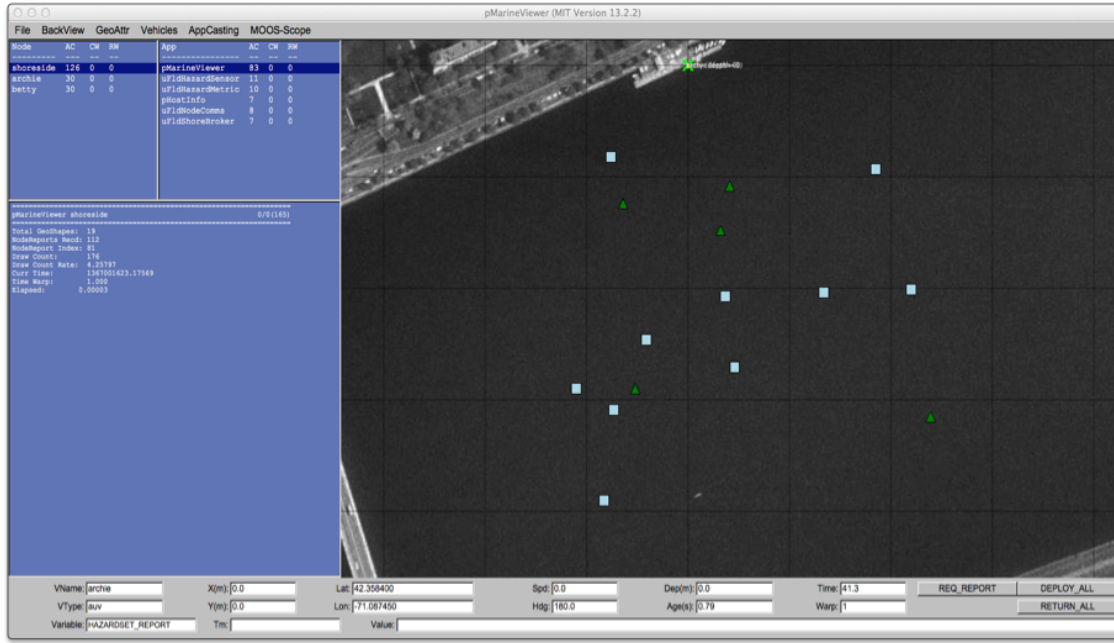 pMarineViewer (MIT Version 13.2.2)
File BackView GeoAttr Vehicles AppCasting MOOS-Scope
Node AC CW RW
shoreside 126 0 0
archie 30 0 0
betty 30 0 0
App AC CW RW
pMarineViewer 83 0 0
uFldHazardSensor 11 0 0
uFldHazardMetric 10 0 0
pHostInfo 7 0 0
uFldNodeComms 8 0 0
uFldShoreBroker 7 0 0
pMarineViewer shoreside 0/0(165)
Total GeoShapes: 19
NodeReports Recd: 112
NodeReport Index: 81
Draw Count: 176
Draw Count Rate: 4.25797
Curr Time: 1367001623.17569
Time Warp: 1.000
Elapsed: 0.00003
VName: archie X(m): 0.0 Lat: 42.358400 Spd: 0.0 Dep(m): 0.0 Time: 41.3 REQ_REPORT DEPLOY_ALL
VType: auv Y(m): 0.0 Lon: -71.087450 Hdg: 180.0 Age(s): 0.79 Warp: 1 RETURN_ALL
Variable: HAZARDSET_REPORT Tm: Value: